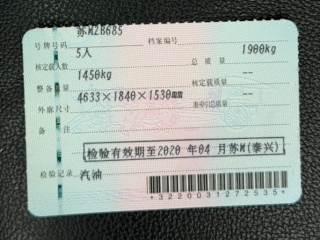 苏MZB685
号牌号码 档案编号
核定载人数 5人 总质量 1900kg
整备质量 1450kg 核定载质量 --
外廓尺寸 4633×1840×1530mm 准牵引总质量 --
备注
检验有效期至2020 年04 月苏M(泰兴)
检验记录 汽油
*3220031272535*